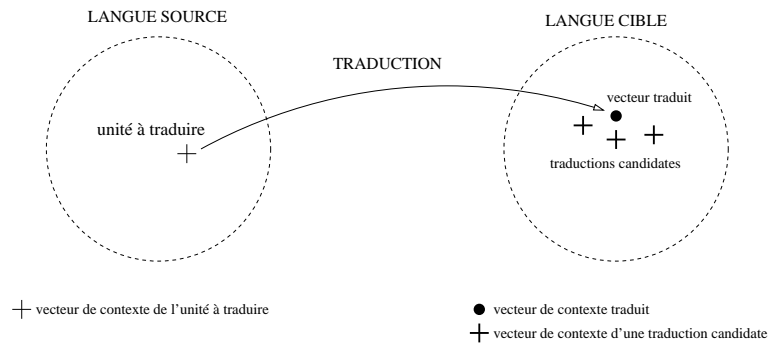 LANGUE SOURCE
LANGUE CIBLE
TRADUCTION
vecteur traduit
unité à traduire
traductions candidates
vecteur de contexte de l'unité à traduire
vecteur de contexte traduit
vecteur de contexte d'une traduction candidate